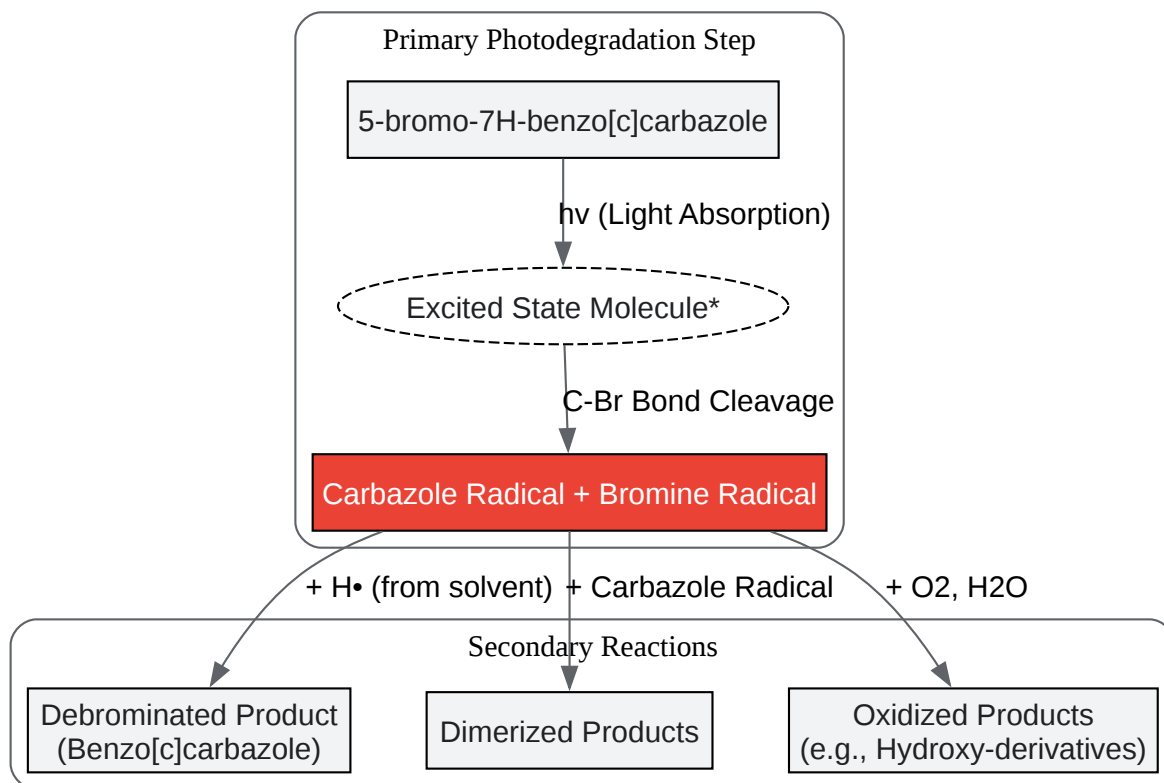 Primary Photodegradation Step
5-bromo-7H-benzo[c]carbazole
hv (Light Absorption)
Excited State Molecule*
C-Br Bond Cleavage
Carbazole Radical + Bromine Radical
+ H• (from solvent)
+ Carbazole Radical
+ O2, H2O
Secondary Reactions
Debrominated Product
(Benzo[c]carbazole)
Dimerized Products
Oxidized Products
(e.g., Hydroxy-derivatives)